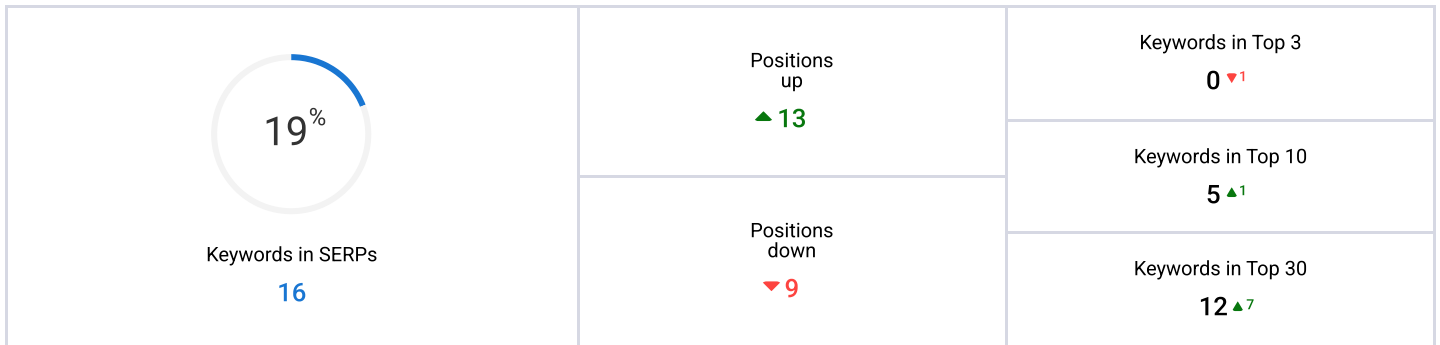 19%
Keywords in SERPs
16
Positions
up
13
Positions
down
9
Keywords in Top 3
0 1
Keywords in Top 10
5 1
Keywords in Top 30
12 7